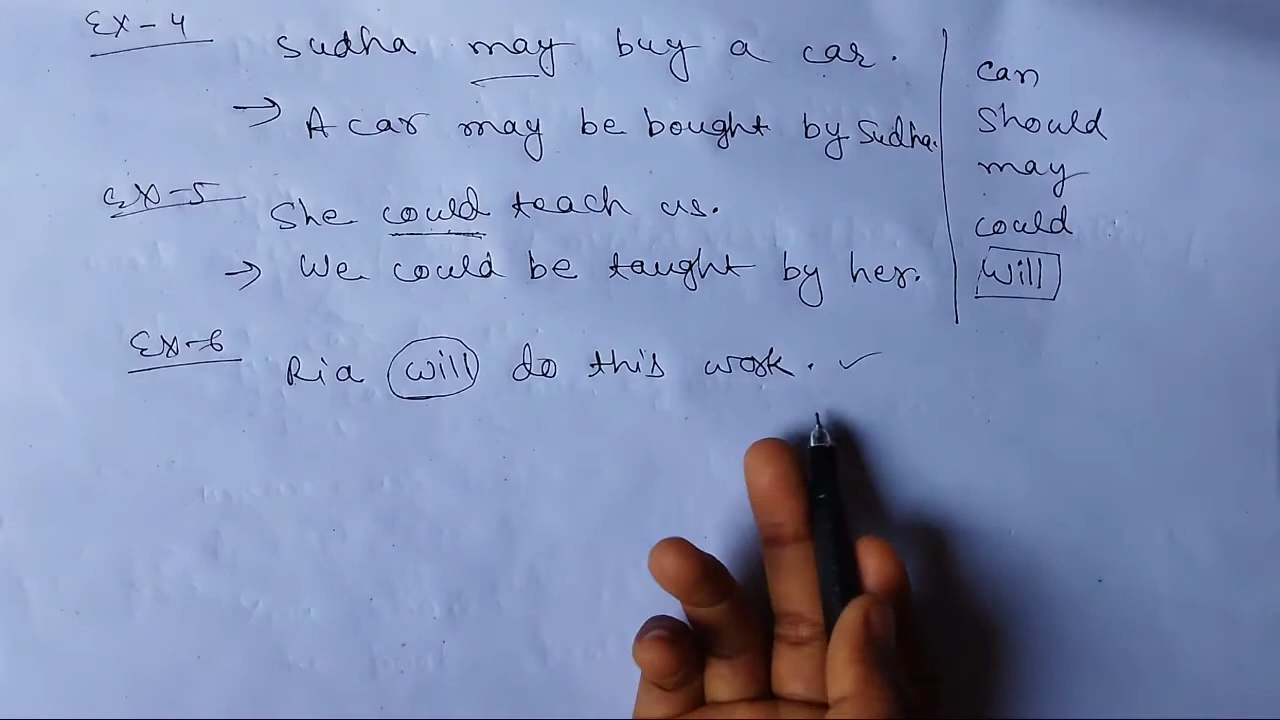 Ex-4 Sudha may buy a car.
→ A car may be bought by Sudha.
Ex-5 She could teach us.
→ We could be taught by her.
Ex-6 Ria will do this work. ✓
can
should
may
could
will